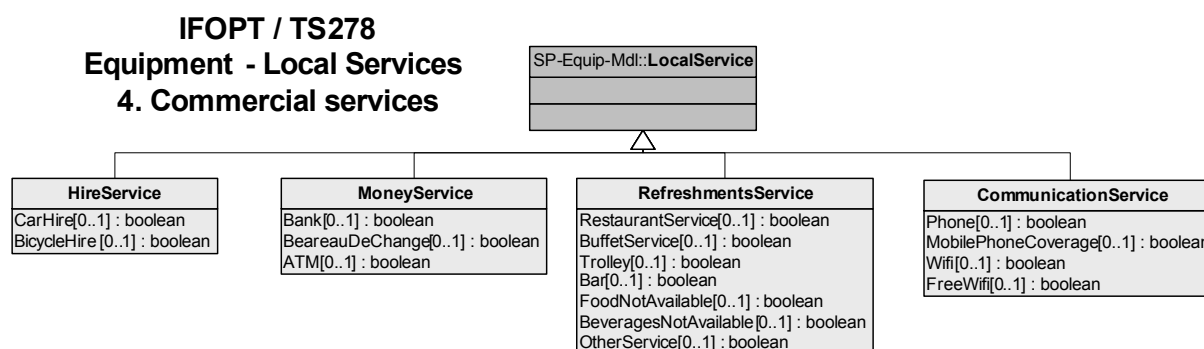 IFOPT / TS278
Equipment - Local Services
4. Commercial services
SP-Equip-Mdl::LocalService
HireService
CarHire[0..1] : boolean
BicycleHire [0..1] : boolean
MoneyService
Bank[0..1] : boolean
BeareauDeChange[0..1] : boolean
ATM[0..1] : boolean
RefreshmentsService
RestaurantService[0..1] : boolean
BuffetService[0..1] : boolean
Trolley[0..1] : boolean
Bar[0..1] : boolean
FoodNotAvailable[0..1] : boolean
BeveragesNotAvailable[0..1] : boolean
OtherService[0..1] : boolean
CommunicationService
Phone[0..1] : boolean
MobilePhoneCoverage[0..1] : boolean
Wifi[0..1] : boolean
FreeWifi[0..1] : boolean